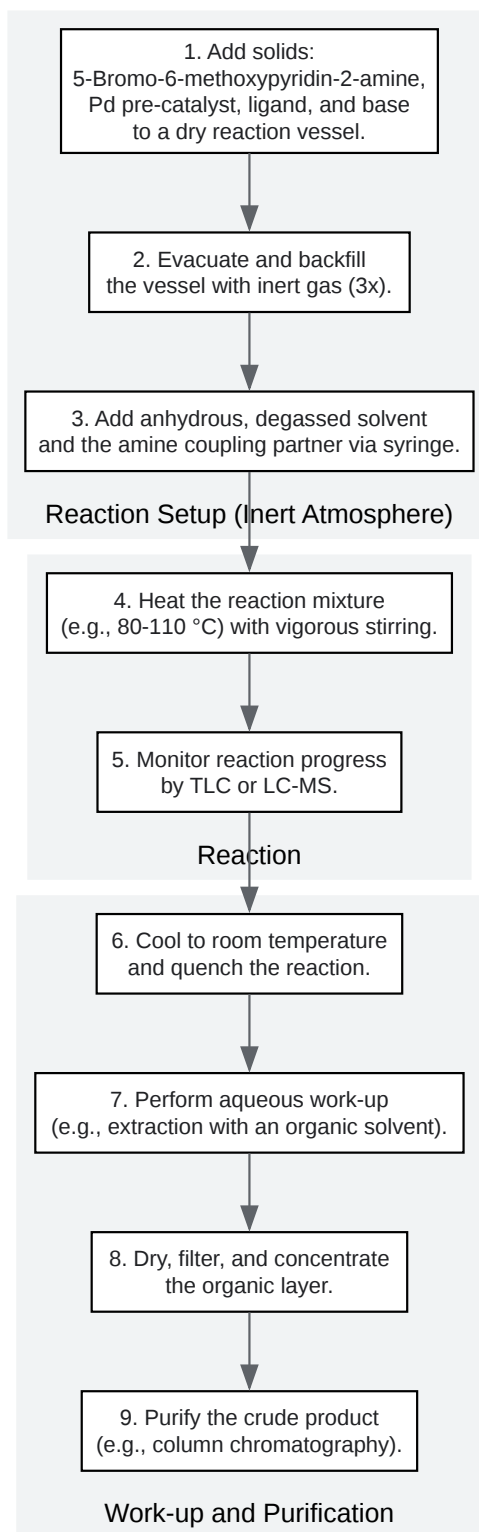 1. Add solids:
5-Bromo-6-methoxypyridin-2-amine,
Pd pre-catalyst, ligand, and base
to a dry reaction vessel.
2. Evacuate and backfill
the vessel with inert gas (3x).
3. Add anhydrous, degassed solvent
and the amine coupling partner via syringe.
Reaction Setup (Inert Atmosphere)
4. Heat the reaction mixture
(e.g., 80-110 °C) with vigorous stirring.
5. Monitor reaction progress
by TLC or LC-MS.
Reaction
6. Cool to room temperature
and quench the reaction.
7. Perform aqueous work-up
(e.g., extraction with an organic solvent).
8. Dry, filter, and concentrate
the organic layer.
9. Purify the crude product
(e.g., column chromatography).
Work-up and Purification